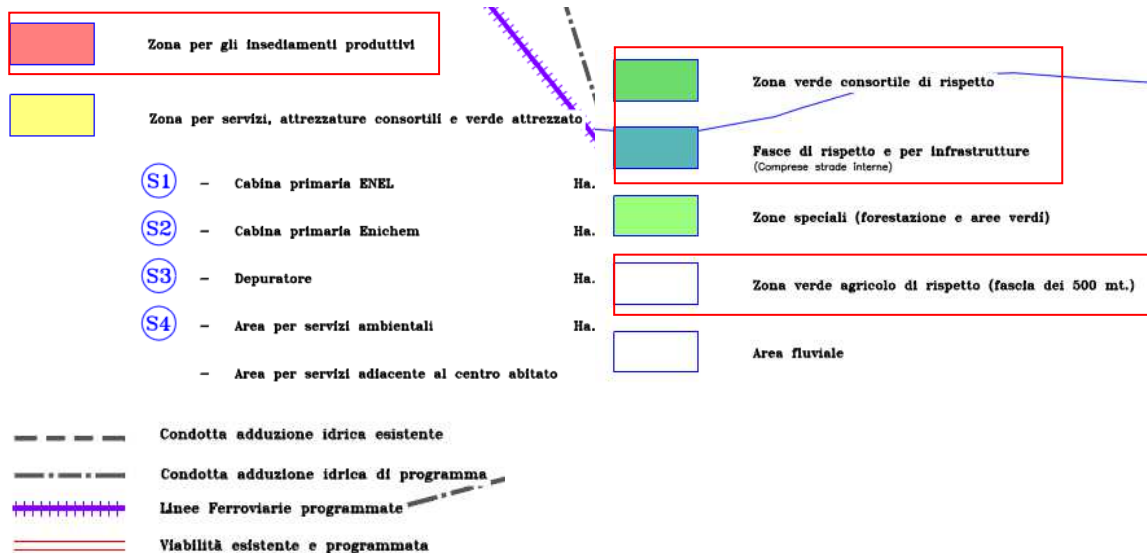 Zona per gli insediamenti produttivi
Zona per servizi, attrezzature consortili e verde attrezzato
S1 – Cabina primaria ENEL Ha.
S2 – Cabina primaria Enichem Ha.
S3 – Depuratore Ha.
S4 – Area per servizi ambientali Ha.
– Area per servizi adiacente al centro abitato
Condotta adduzione idrica esistente
Condotta adduzione idrica di programma
Linee Ferroviarie programmate
Viabilità esistente e programmata
Zona verde consortile di rispetto
Fasce di rispetto e per infrastrutture
(Comprese strade interne)
Zone speciali (forestazione e aree verdi)
Zona verde agricolo di rispetto (fascia dei 500 mt.)
Area fluviale